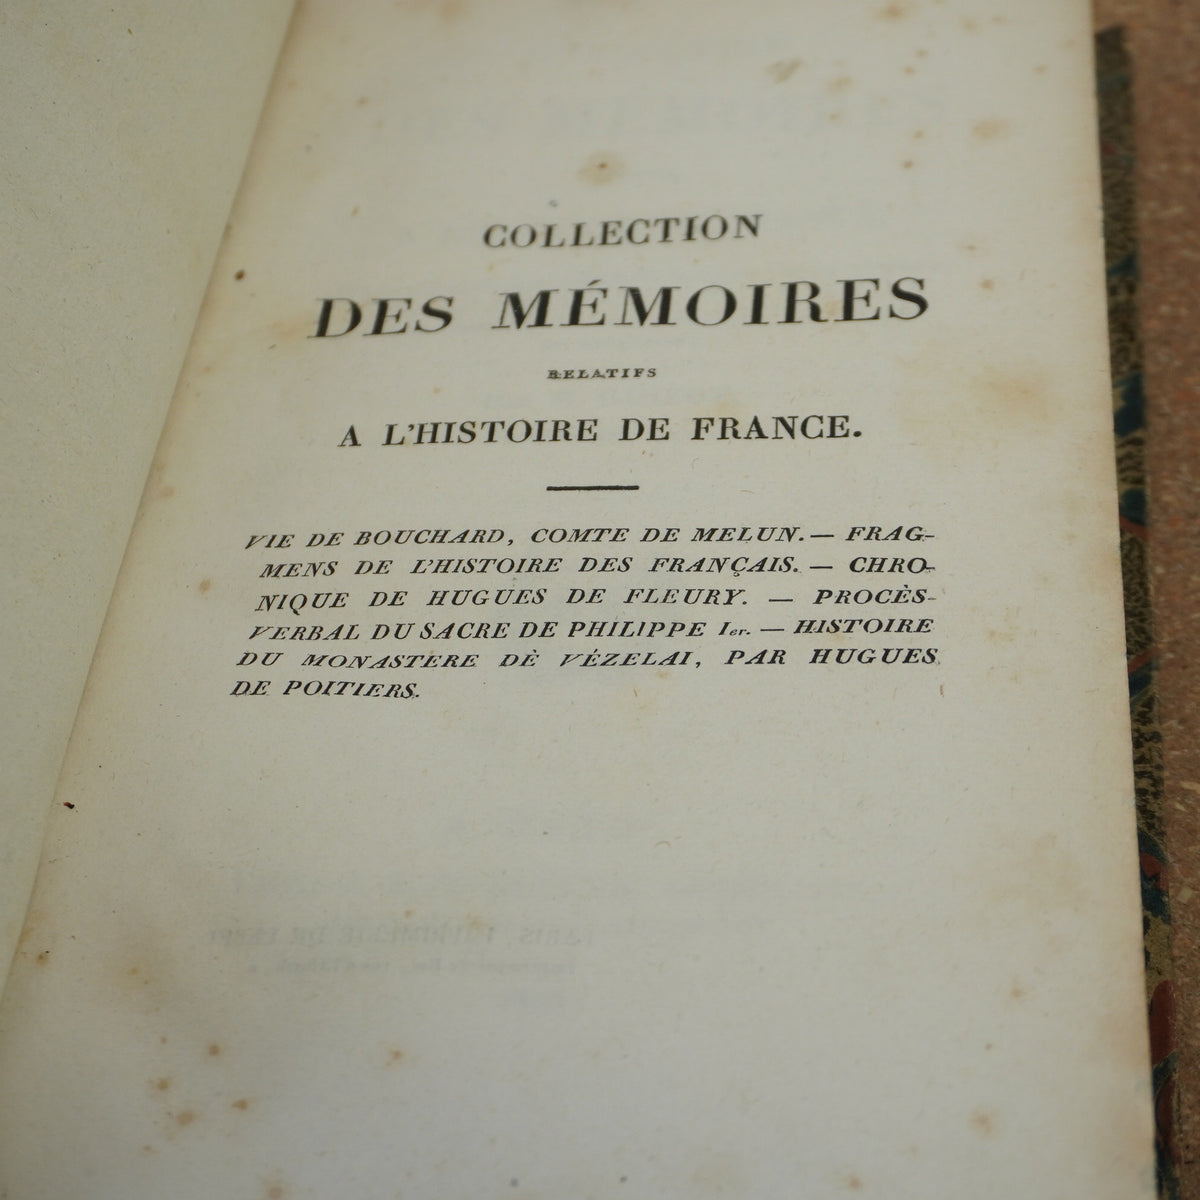 COLLECTION
DES MÉMOIRES
RELATIFS
A L'HISTOIRE DE FRANCE.
VIE DE BOUCHARD, COMTE DE MELUN. — FRAG-
MENS DE L'HISTOIRE DES FRANÇAIS. — CHRO-
NIQUE DE HUGUES DE FLEURY. — PROCÈS-
VERBAL DU SACRE DE PHILIPPE Ier. — HISTOIRE
DU MONASTERE DÈ VÉZELAI, PAR HUGUES
DE POITIERS.